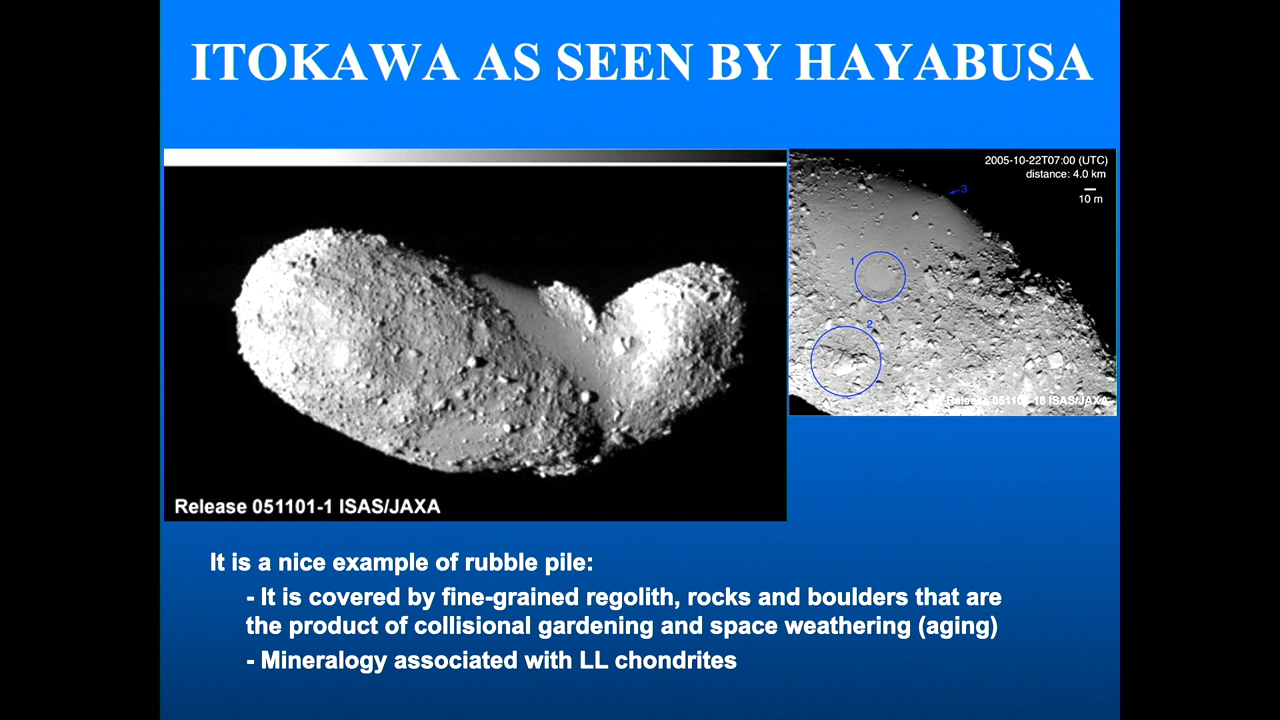 ITOKAWA AS SEEN BY HAYABUSA
2005-10-22T07:00 (UTC)
distance: 4.0 km
10 m
3
1
2
ISAS/JAXA
Release 051101-1 ISAS/JAXA
It is a nice example of rubble pile:
- It is covered by fine-grained regolith, rocks and boulders that are
the product of collisional gardening and space weathering (aging)
- Mineralogy associated with LL chondrites